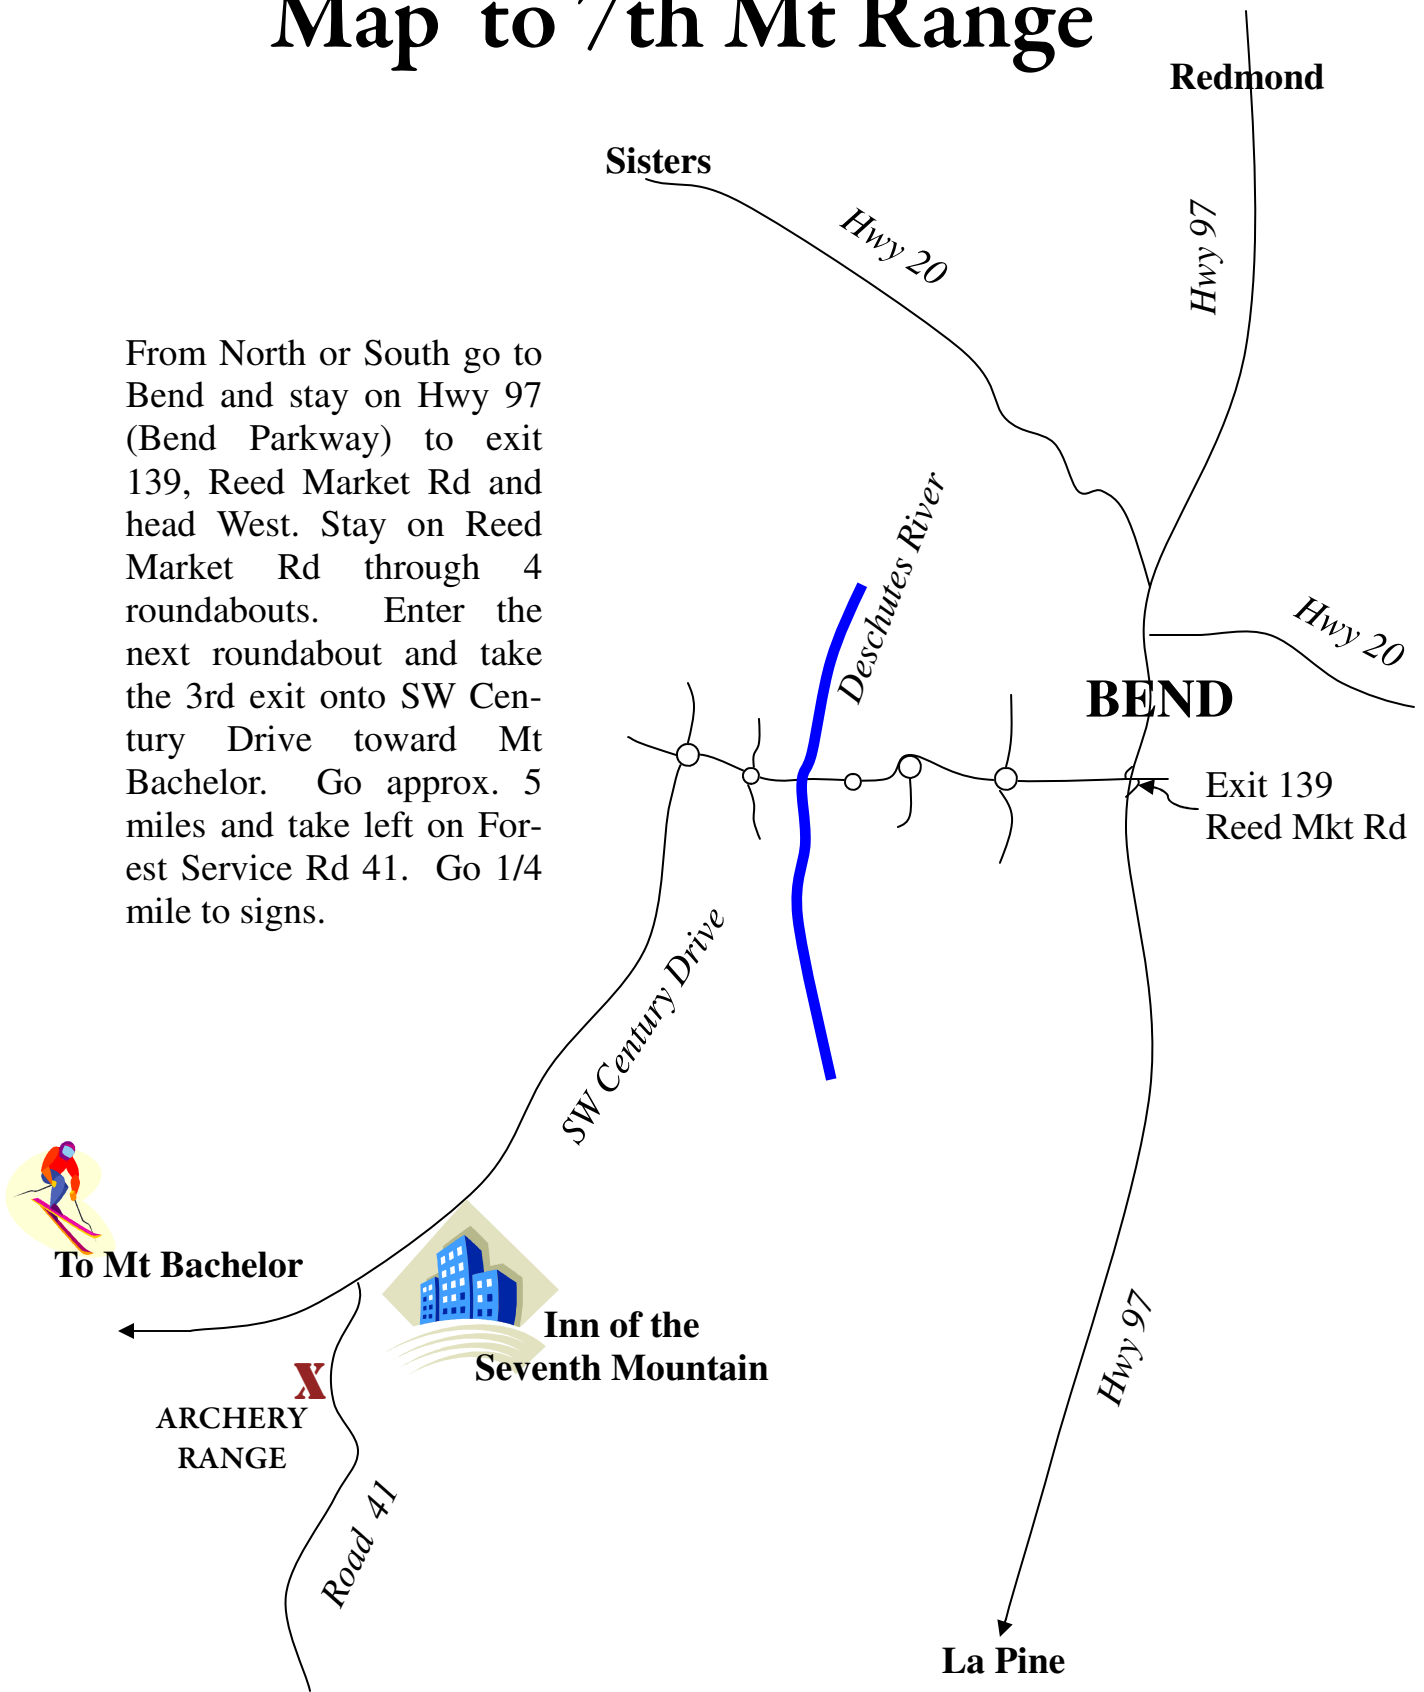 Map to 7th Mt Range
Redmond
Sisters
Hwy 20
Hwy 97
From North or South go to
Bend and stay on Hwy 97
(Bend Parkway) to exit
139, Reed Market Rd and
head West. Stay on Reed
Market Rd through 4
roundabouts. Enter the
next roundabout and take
the 3rd exit onto SW Cen-
tury Drive toward Mt
Bachelor. Go approx. 5
miles and take left on For-
est Service Rd 41. Go 1/4
mile to signs.
Deschutes River
Hwy 20
BEND
Exit 139
Reed Mkt Rd
SW Century Drive
To Mt Bachelor
Inn of the
Seventh Mountain
Hwy 97
X
ARCHERY
RANGE
Road 41
La Pine